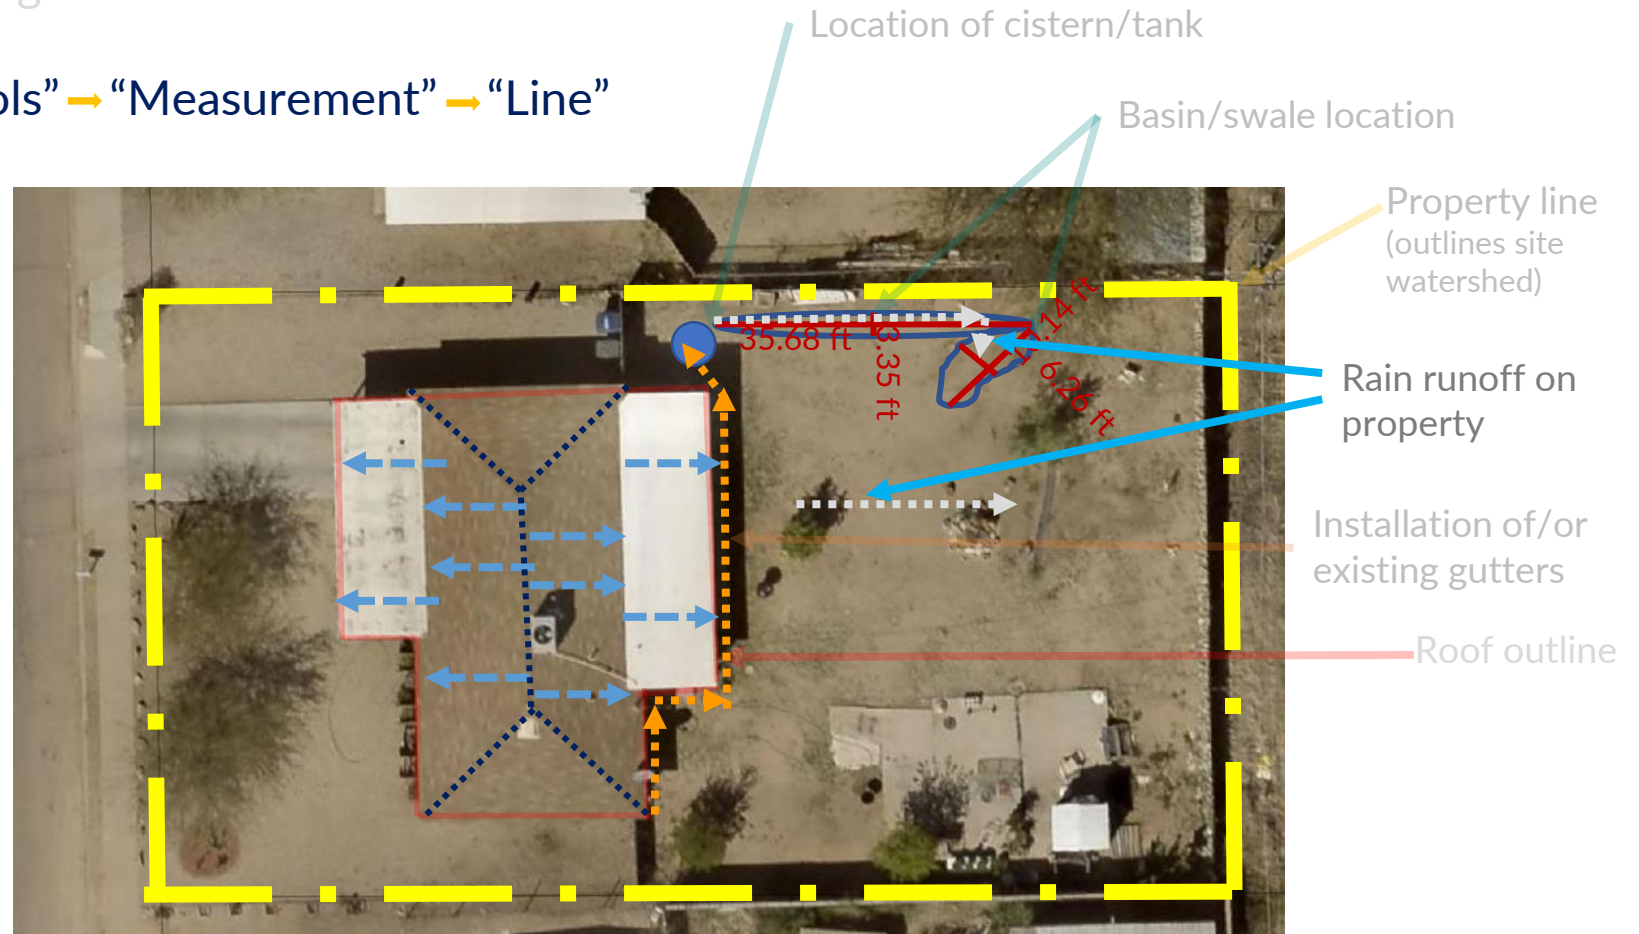 Location of cistern/tank
“Measurement” “Line”
Basin/swale location
Property line
(outlines site
watershed)
35.68 ft
3.35 ft
6.26 ft
Rain runoff on
property
Installation of/or
existing gutters
Roof outline